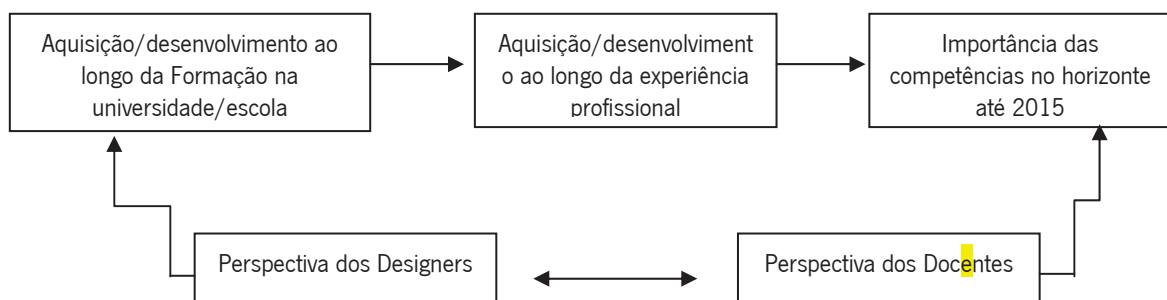 Aquisição/desenvolvimento ao
longo da Formação na
universidade/escola
Aquisição/desenvolviment
o ao longo da experiência
profissional
Importância das
competências no horizonte
até 2015
Perspectiva dos Designers
Perspectiva dos Docentes